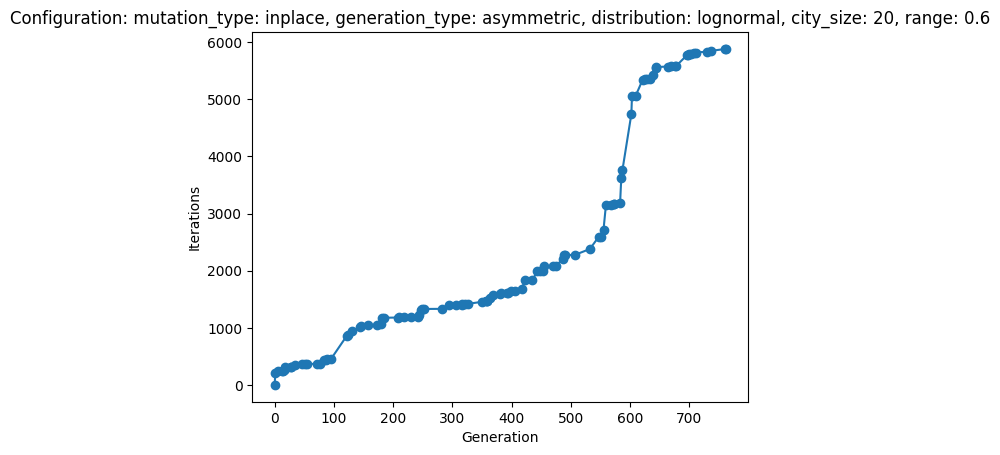 Configuration: mutation_type: inplace, generation_type: asymmetric, distribution: lognormal, city_size: 20, range: 0.6
6000
5000
4000
3000
2000
1000
0
Iterations
0 100 200 300 400 500 600 700
Generation